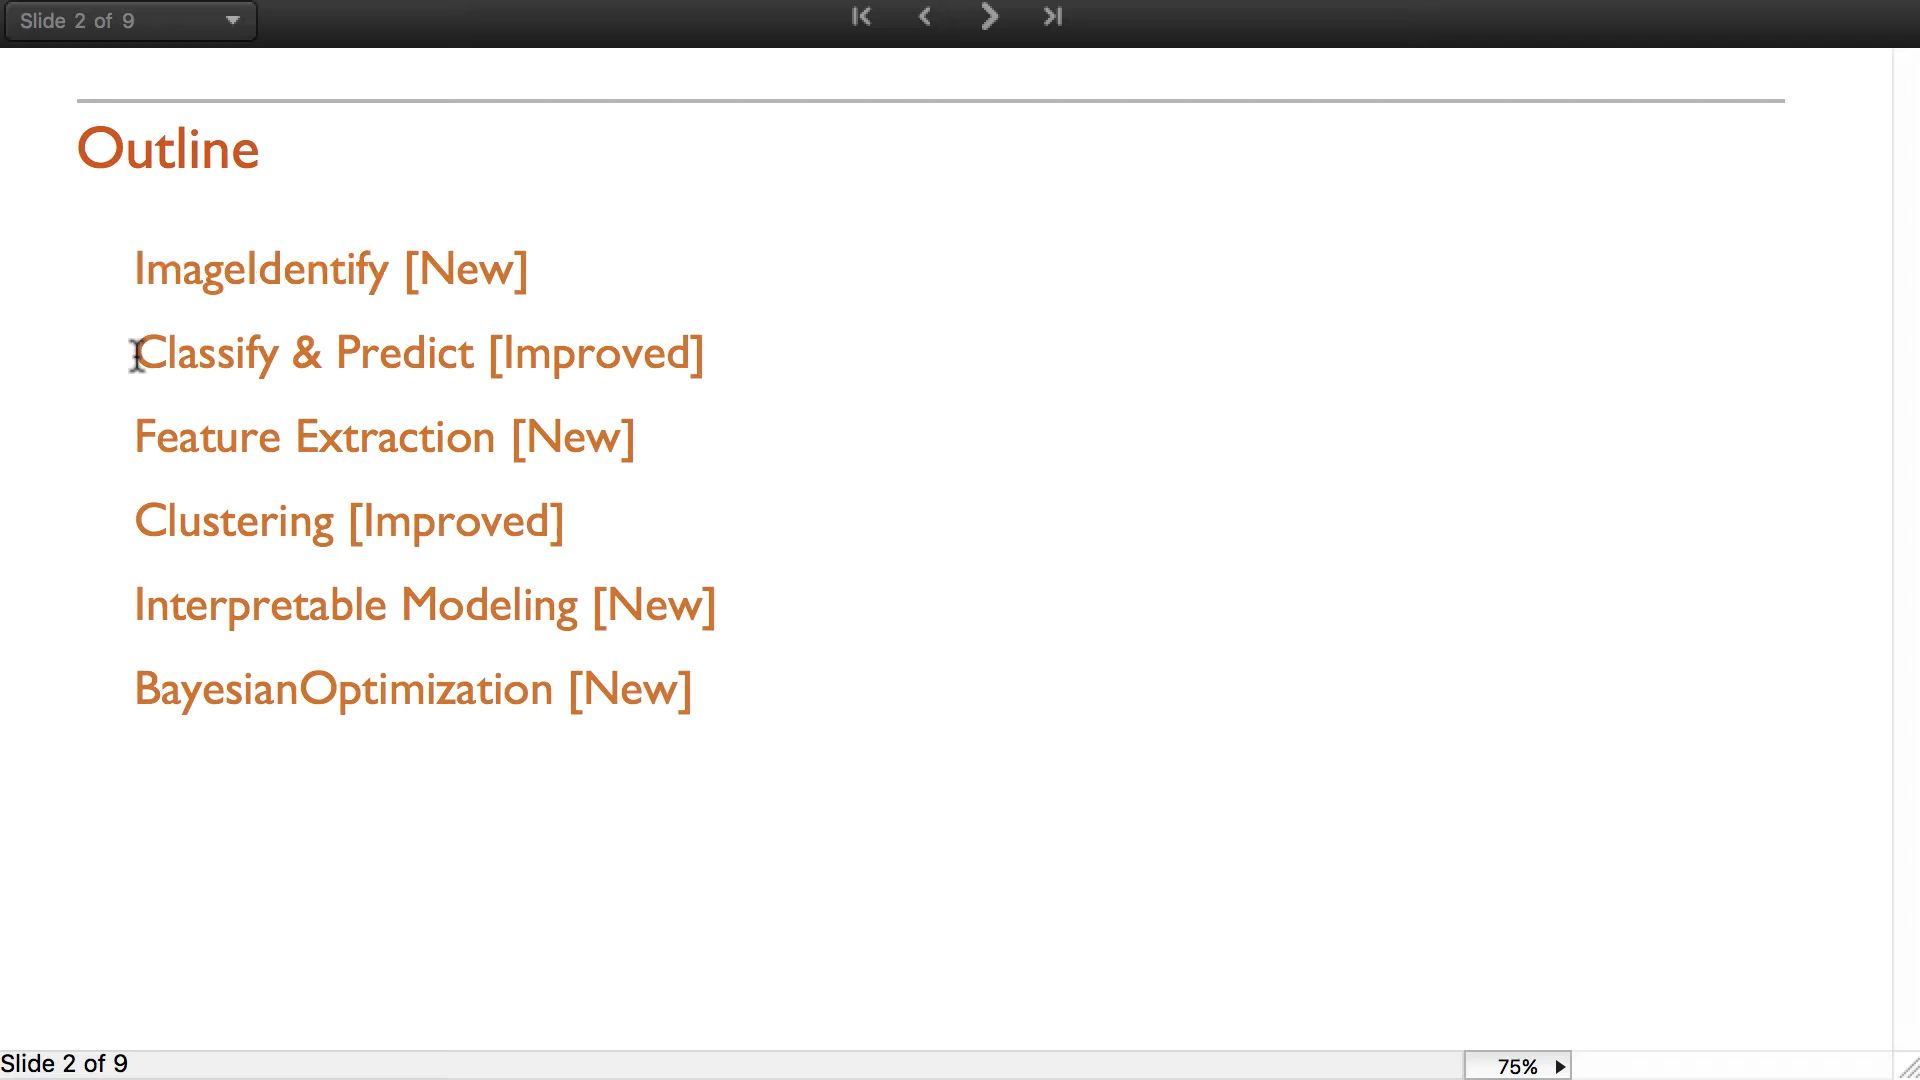 Slide 2 of 9
Outline
ImageIdentify [New]
Classify & Predict [Improved]
Feature Extraction [New]
Clustering [Improved]
Interpretable Modeling [New]
BayesianOptimization [New]
Slide 2 of 9
75%